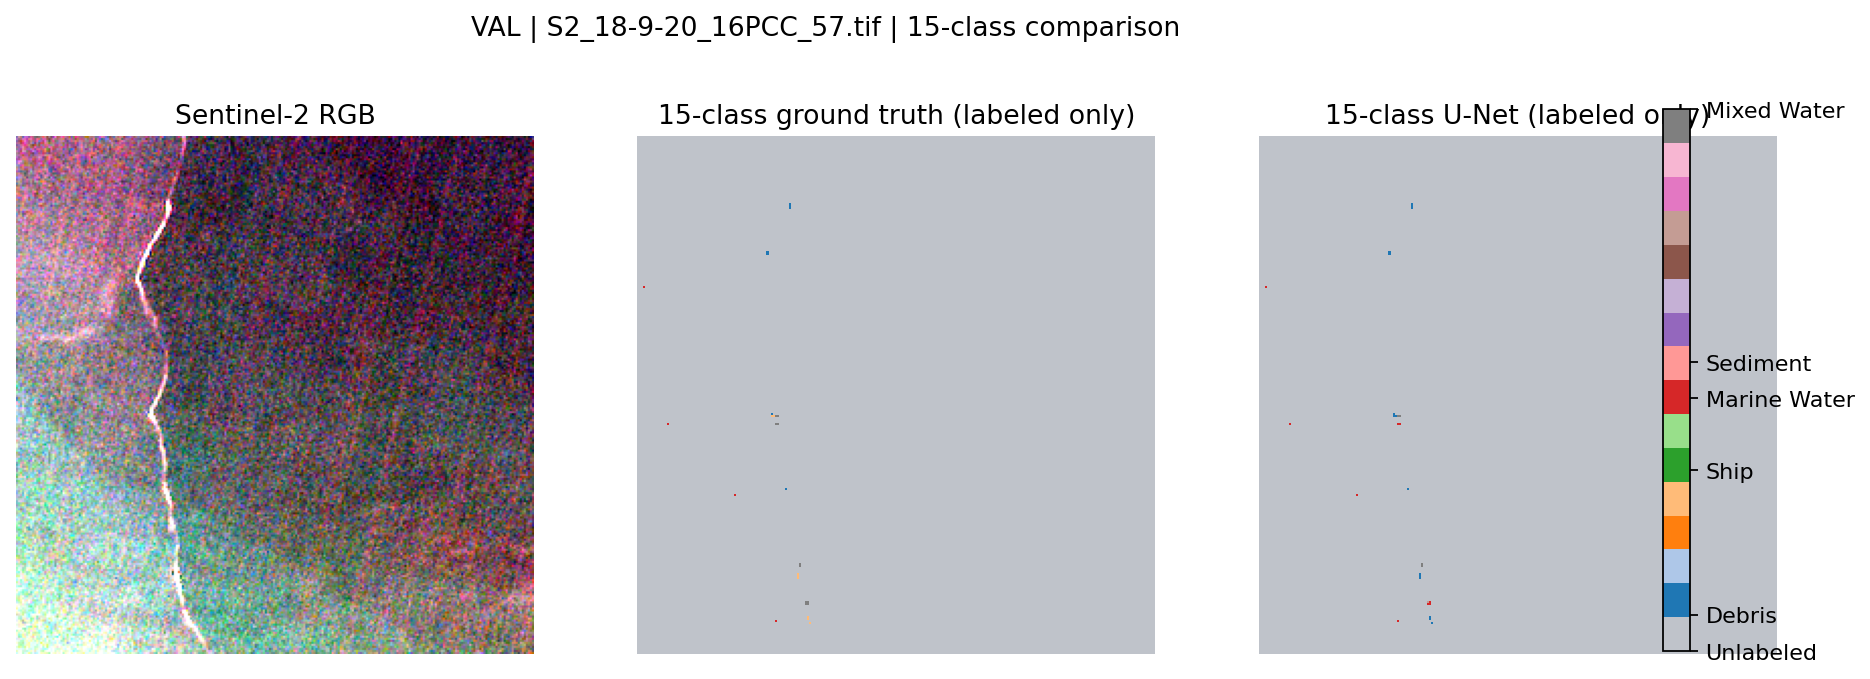 VAL | S2_18-9-20_16PCC_57.tif | 15-class comparison
Sentinel-2 RGB
15-class ground truth (labeled only)
15-class U-Net (labeled only)
Mixed Water
Sediment
Marine Water
Ship
Debris
Unlabeled